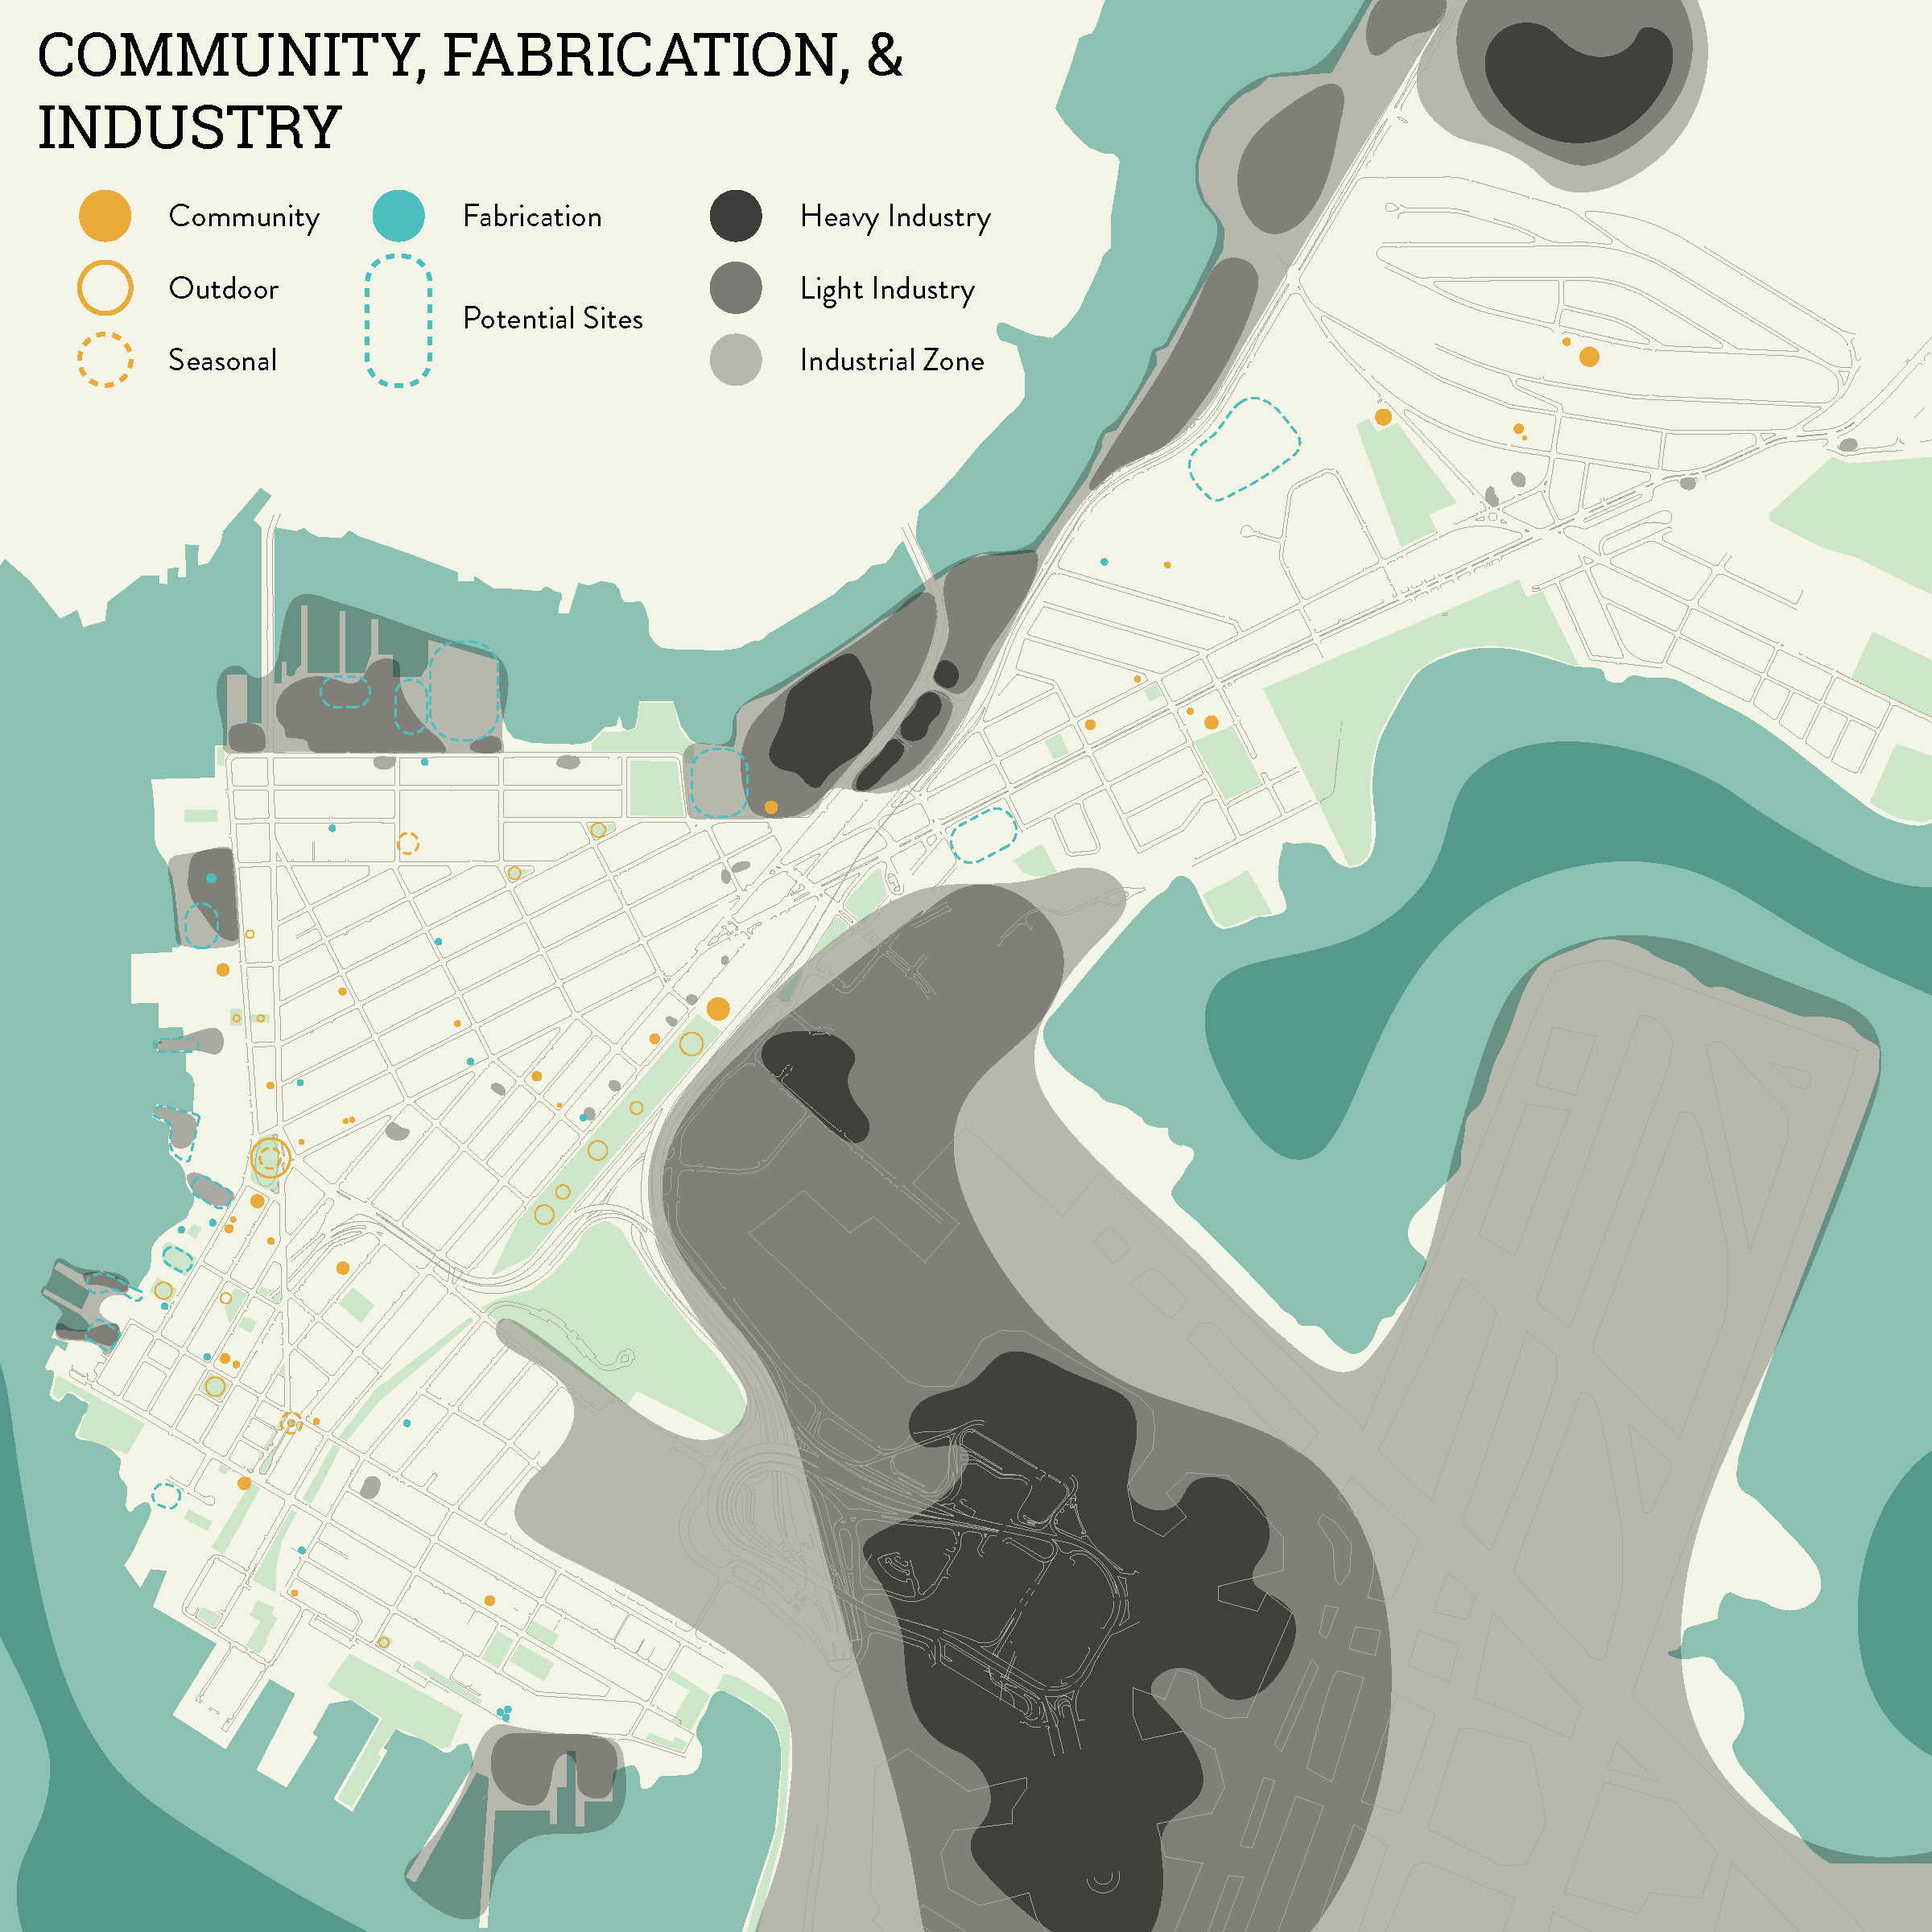 COMMUNITY, FABRICATION, &
INDUSTRY
Community
Outdoor
Seasonal
Fabrication
Potential Sites
Heavy Industry
Light Industry
Industrial Zone